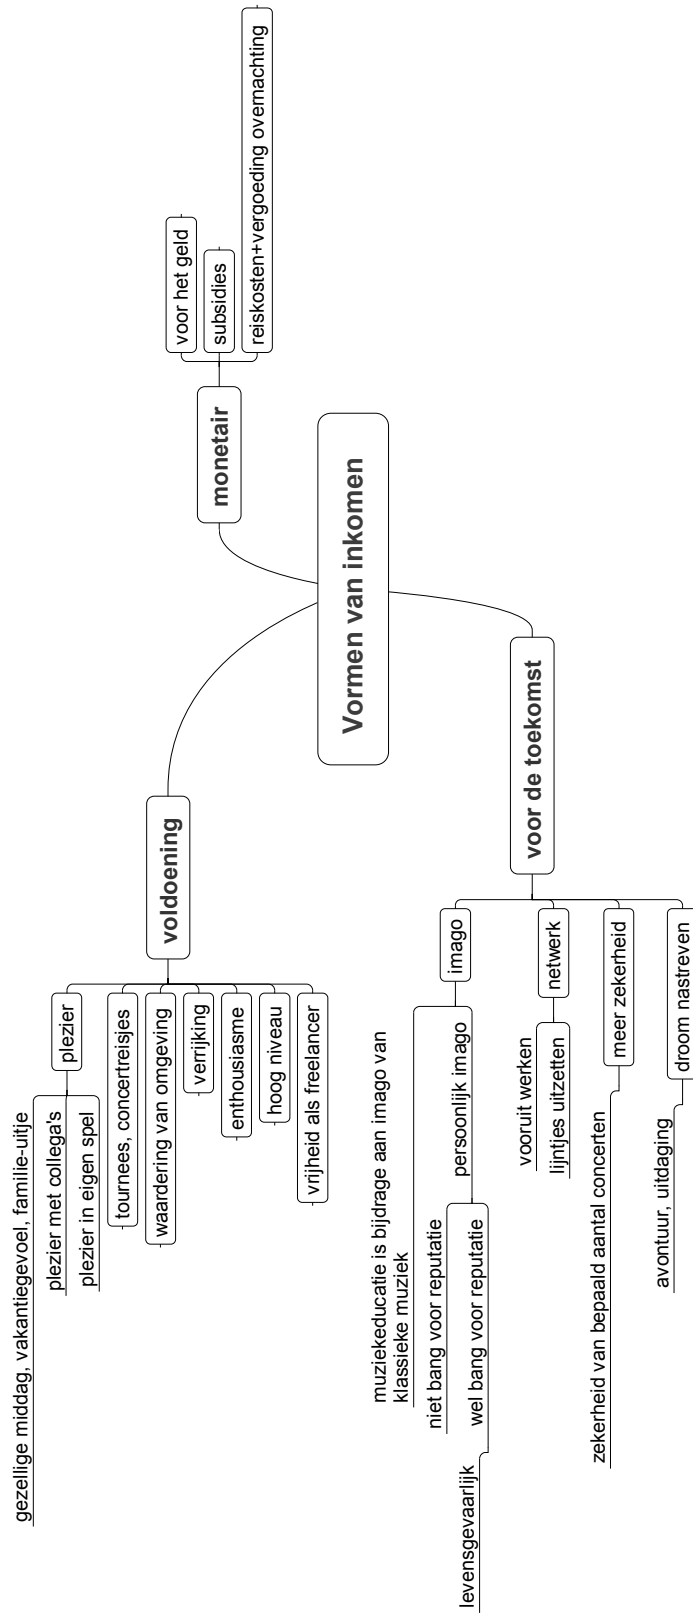 Vormen van inkomen
monetair
voor het geld
subsidies
reiskosten+vergoeding overnachting
voldoening
plezier
gezellige middag, vakantiegevoel, familie-uitje
plezier met collega's
plezier in eigen spel
tournees, concertreisjes
waardering van omgeving
verrijking
enthousiasme
hoog niveau
vrijheid als freelancer
voor de toekomst
imago
muziekeducatie is bijdrage aan imago van
klassieke muziek
persoonlijk imago
niet bang voor reputatie
wel bang voor reputatie
levensgevaarlijk
netwerk
vooruit werken
lijntjes uitzetten
meer zekerheid
zekerheid van bepaald aantal concerten
droom nastreven
avontuur, uitdaging